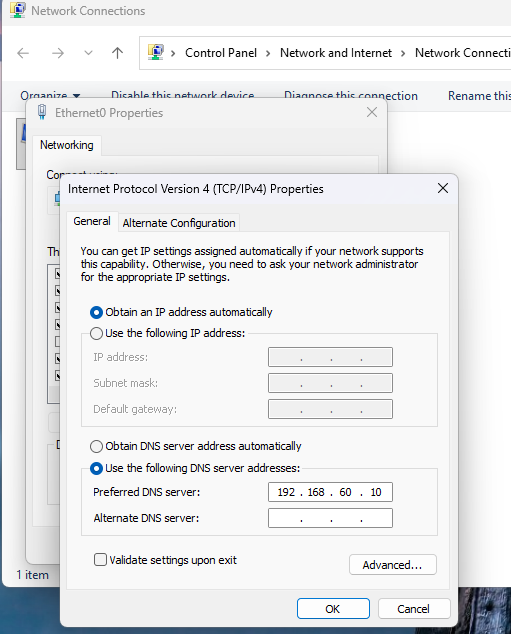 Network Connections
Control Panel > Network and Internet > Network Connecti
Organize Disable this network device Diagnose this connection Rename this
Ethernet0 Properties
Networking
Connect using:
Internet Protocol Version 4 (TCP/IPv4) Properties
General Alternate Configuration
You can get IP settings assigned automatically if your network supports
this capability. Otherwise, you need to ask your network administrator
for the appropriate IP settings.
Obtain an IP address automatically
Use the following IP address:
IP address: . . .
Subnet mask: . . .
Default gateway: . . .
Obtain DNS server address automatically
Use the following DNS server addresses:
Preferred DNS server: 192 . 168 . 60 . 10
Alternate DNS server: . . .
Validate settings upon exit
Advanced...
1 item
OK Cancel